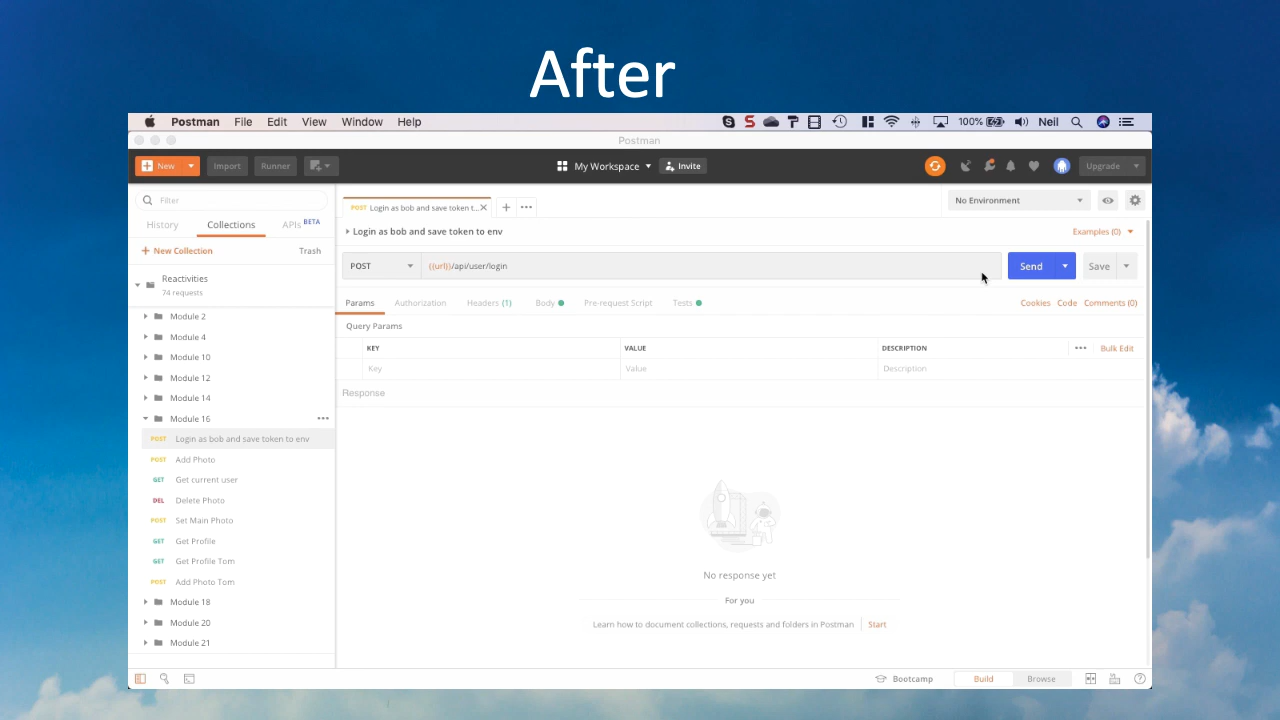 After
Postman File Edit View Window Help 100% Neil
Postman
New Import Runner My Workspace Invite Upgrade
Filter
History Collections APIs BETA
+ New Collection Trash
Reactivities
74 requests
Module 2
Module 4
Module 10
Module 12
Module 14
Module 16
POST Login as bob and save token to env
POST Add Photo
GET Get current user
DEL Delete Photo
POST Set Main Photo
GET Get Profile
GET Get Profile Tom
POST Add Photo Tom
Module 18
Module 20
Module 21
POST Login as bob and save token t... No Environment
Login as bob and save token to env Examples (0)
POST {{url}}/api/user/login Send Save
Params Authorization Headers (1) Body Pre-request Script Tests Cookies Code Comments (0)
Query Params
KEY VALUE DESCRIPTION Bulk Edit
Key Value Description
Response
No response yet
For you
Learn how to document collections, requests and folders in Postman Start
Bootcamp Build Browse